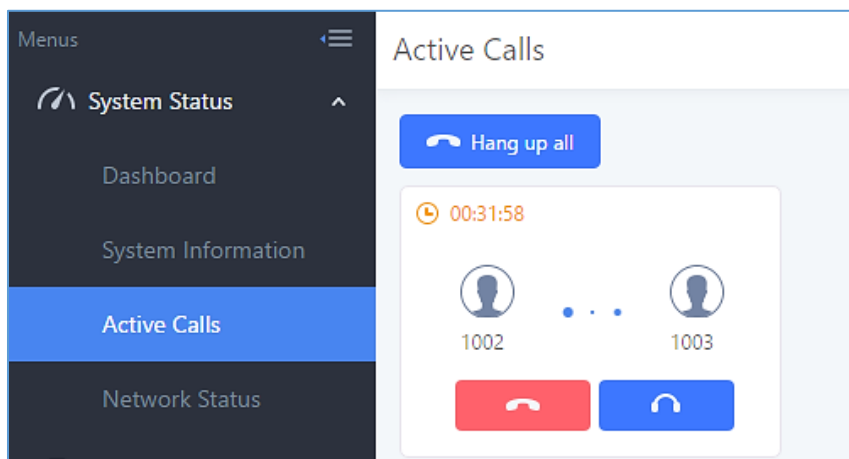 Menus
System Status
Dashboard
System Information
Active Calls
Network Status
Active Calls
Hang up all
00:31:58
1002
1003